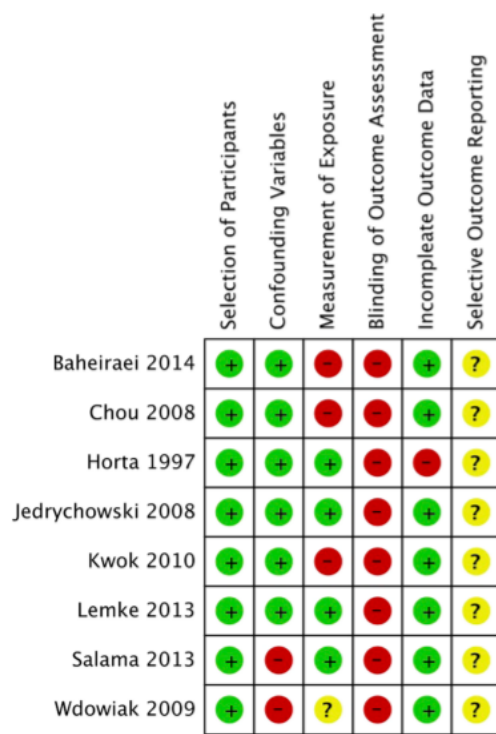 Selection of Participants
Confounding Variables
Measurement of Exposure
Blinding of Outcome Assessment
Incompleate Outcome Data
Selective Outcome Reporting
Baheiraei 2014 + + - - + ?
Chou 2008 + + - - + ?
Horta 1997 + + + - - ?
Jedrychowski 2008 + + + - + ?
Kwok 2010 + + - - + ?
Lemke 2013 + + + - + ?
Salama 2013 + - + - + ?
Wdowiak 2009 + - ? - + ?